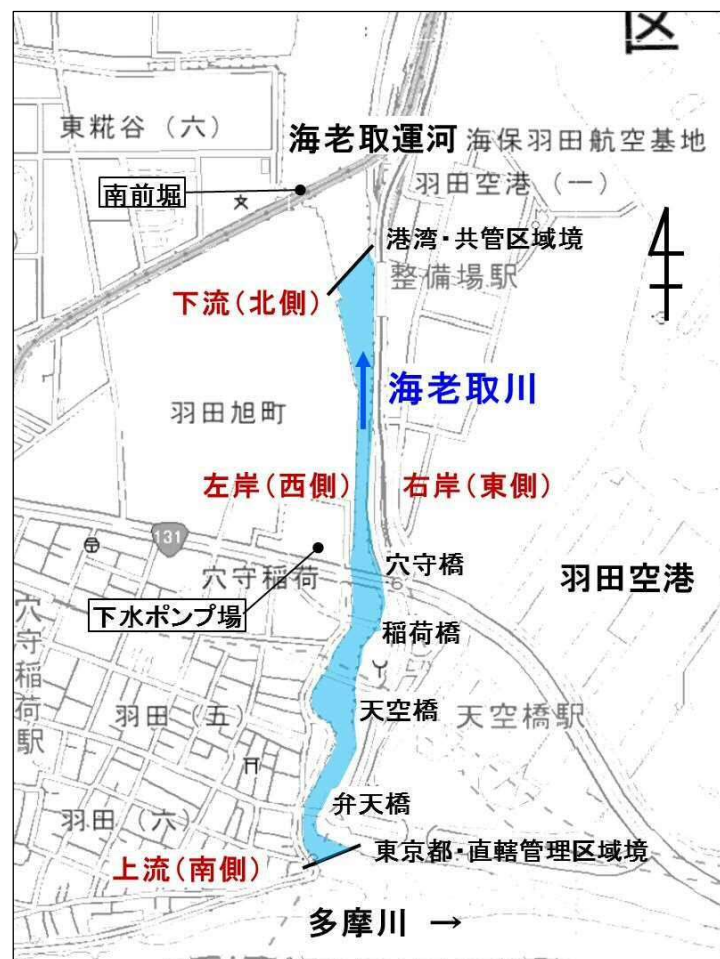 区
東糀谷（六）
海老取運河
海保羽田航空基地
南前堀
羽田空港（一）
港湾・共管区域境
整備場駅
下流（北側）
海老取川
羽田旭町
左岸（西側）
右岸（東側）
131
穴守橋
穴守稲荷
羽田空港
下水ポンプ場
稲荷橋
穴守稲荷駅
羽田（五）
天空橋
天空橋駅
弁天橋
羽田（六）
東京都・直轄管理区域境
上流（南側）
多摩川 →